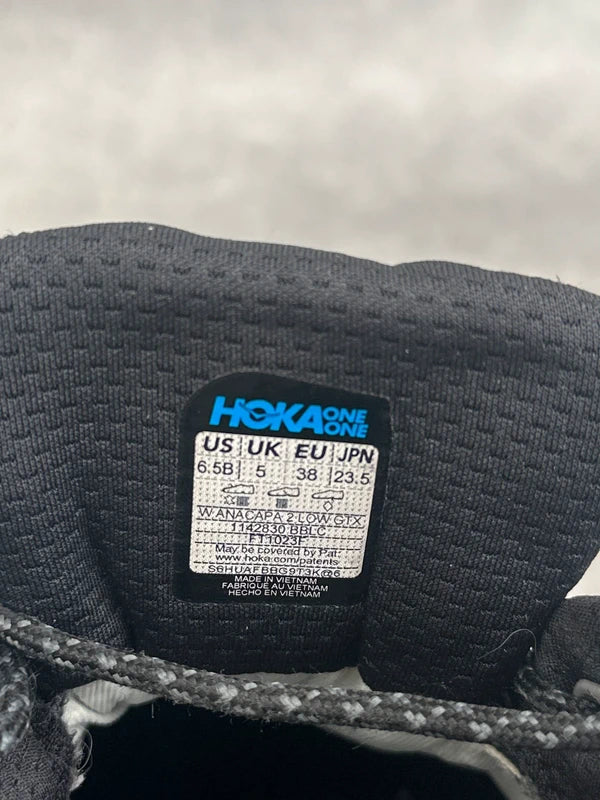 HOKA ONE ONE
US UK EU JPN
6.5B 5 38 23.5
W ANACAPA 2 LOW GTX
1142830 BBLC
FT1023F
May be covered by Pat:
www.hoka.com/patents
MADE IN VIETNAM
FABRIQUÉ AU VIETNAM
HECHO EN VIETNAM